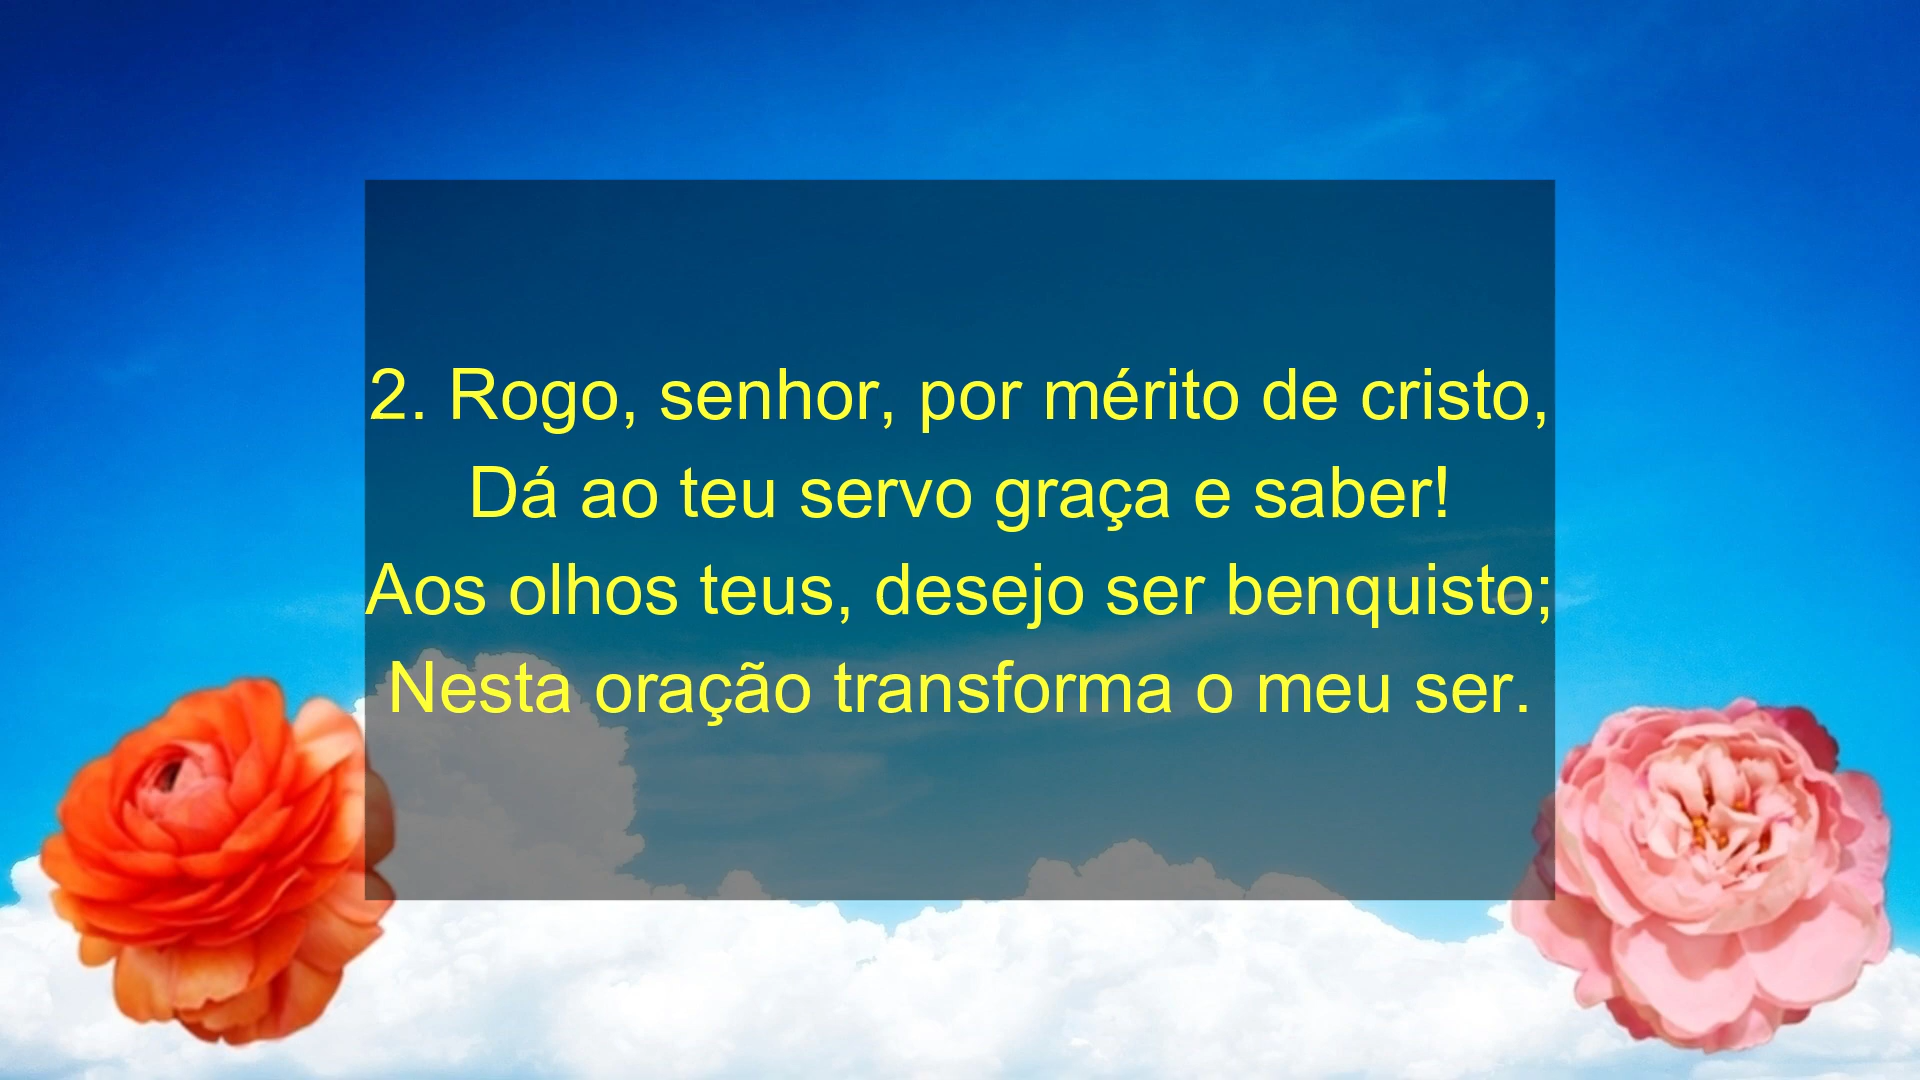 2. Rogo, senhor, por mérito de cristo,
Dá ao teu servo graça e saber!
Aos olhos teus, desejo ser benquisto;
Nesta oração transforma o meu ser.